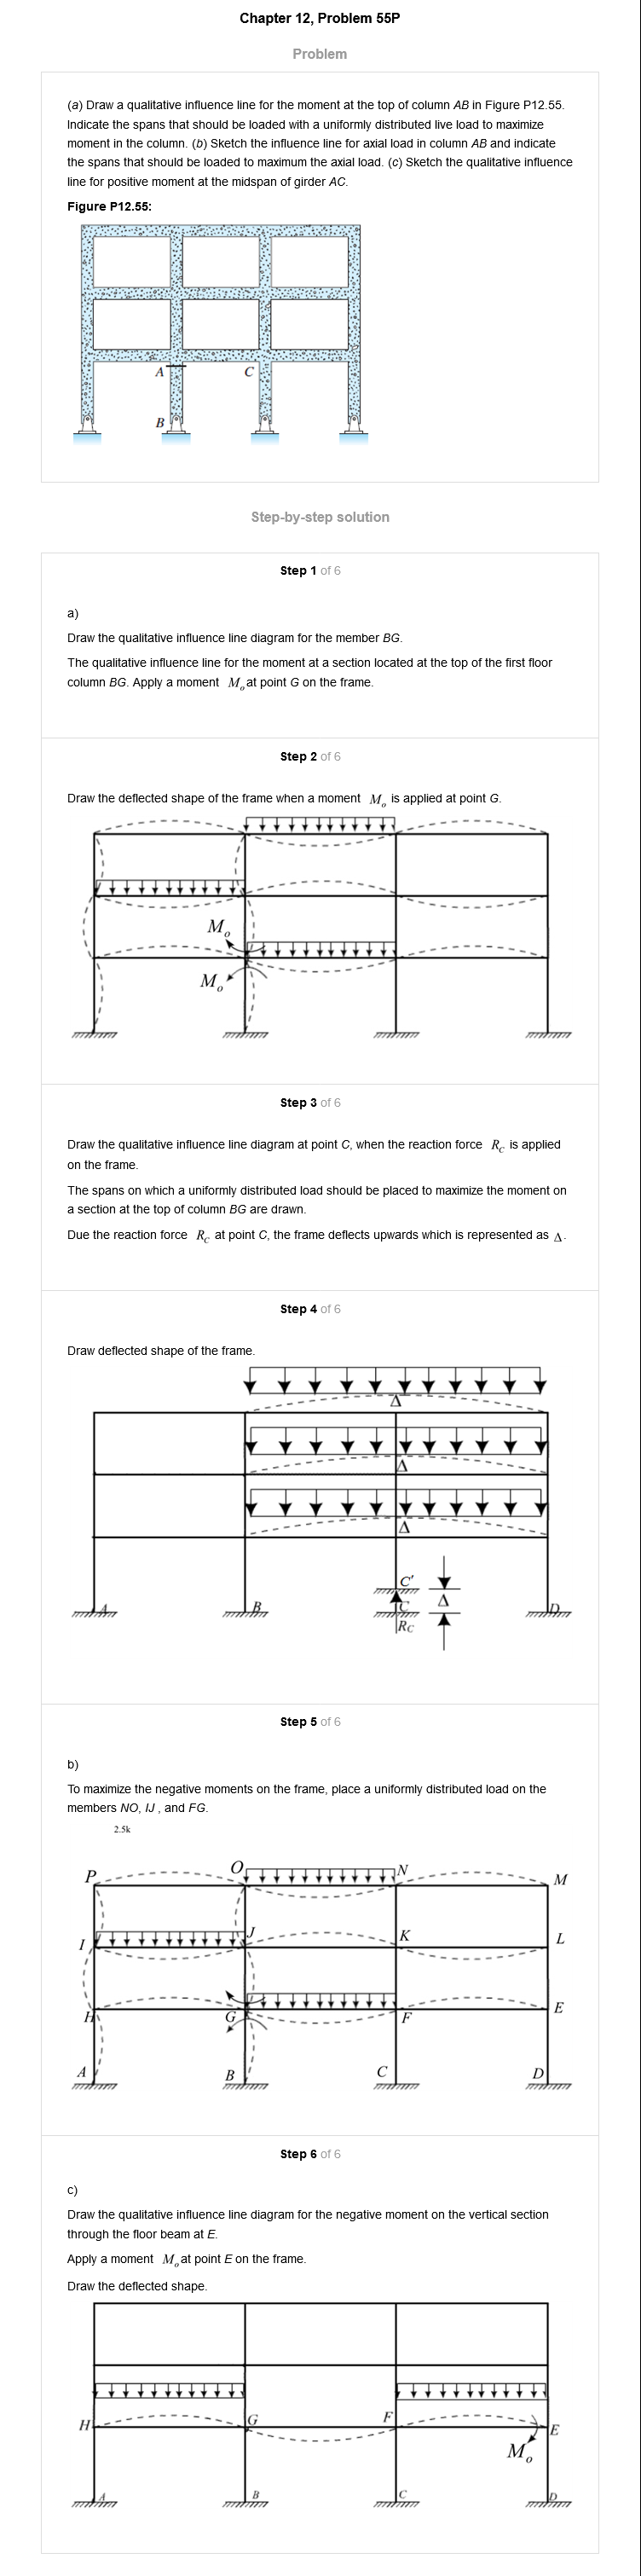 Chapter 12, Problem 55P
Problem
(a) Draw a qualitative influence line for the moment at the top of column AB in Figure P12.55.
Indicate the spans that should be loaded with a uniformly distributed live load to maximize
moment in the column. (b) Sketch the influence line for axial load in column AB and indicate
the spans that should be loaded to maximum the axial load. (c) Sketch the qualitative influence
line for positive moment at the midspan of girder AC.
Figure P12.55:
A C
B
Step-by-step solution
Step 1 of 6
a)
Draw the qualitative influence line diagram for the member BG.
The qualitative influence line for the moment at a section located at the top of the first floor
column BG. Apply a moment Mo at point G on the frame.
Step 2 of 6
Draw the deflected shape of the frame when a moment Mo is applied at point G.
Mo
Mo
Step 3 of 6
Draw the qualitative influence line diagram at point C, when the reaction force RC is applied
on the frame.
The spans on which a uniformly distributed load should be placed to maximize the moment on
a section at the top of column BG are drawn.
Due the reaction force RC at point C, the frame deflects upwards which is represented as Δ.
Step 4 of 6
Draw deflected shape of the frame.
Δ
Δ
Δ
C'
A B C Δ D
RC
Step 5 of 6
b)
To maximize the negative moments on the frame, place a uniformly distributed load on the
members NO, IJ , and FG.
2.5k
P O N M
I J K L
H G F E
A B C D
Step 6 of 6
c)
Draw the qualitative influence line diagram for the negative moment on the vertical section
through the floor beam at E.
Apply a moment Mo at point E on the frame.
Draw the deflected shape.
H G F E
Mo
A B C D